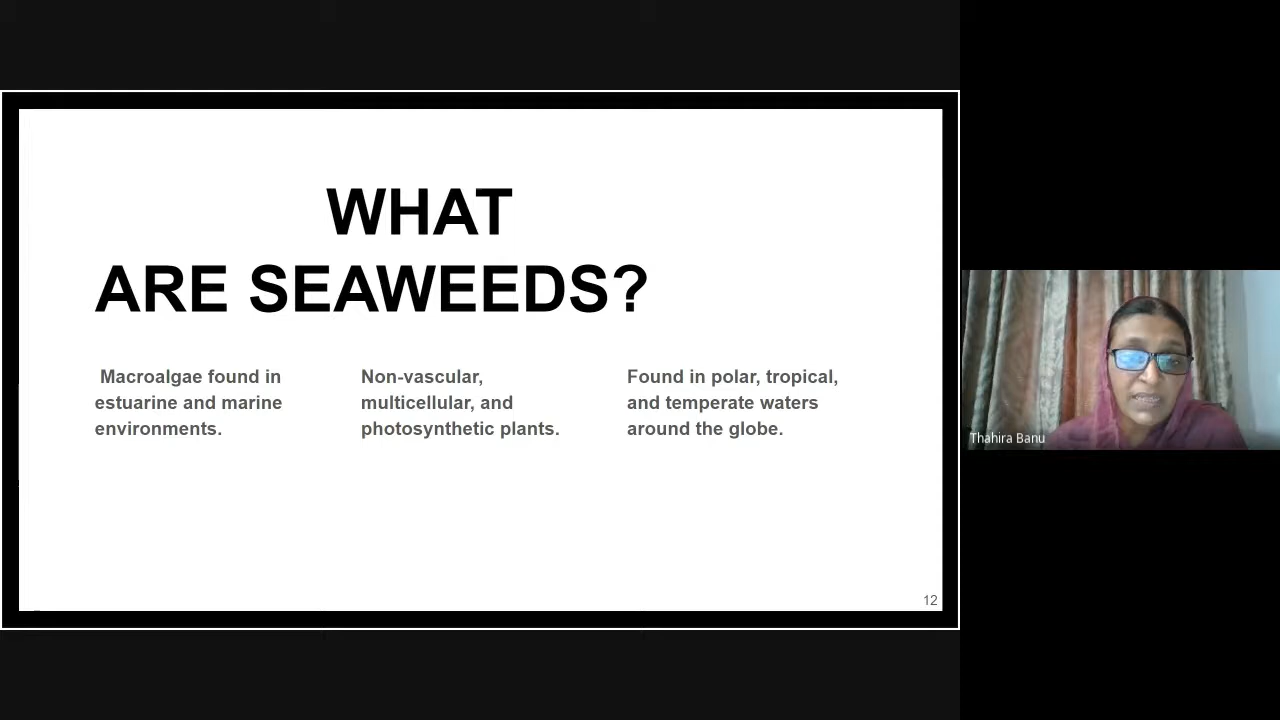 WHAT
ARE SEAWEEDS?
Macroalgae found in
estuarine and marine
environments.
Non-vascular,
multicellular, and
photosynthetic plants.
Found in polar, tropical,
and temperate waters
around the globe.
12
Thahira Banu